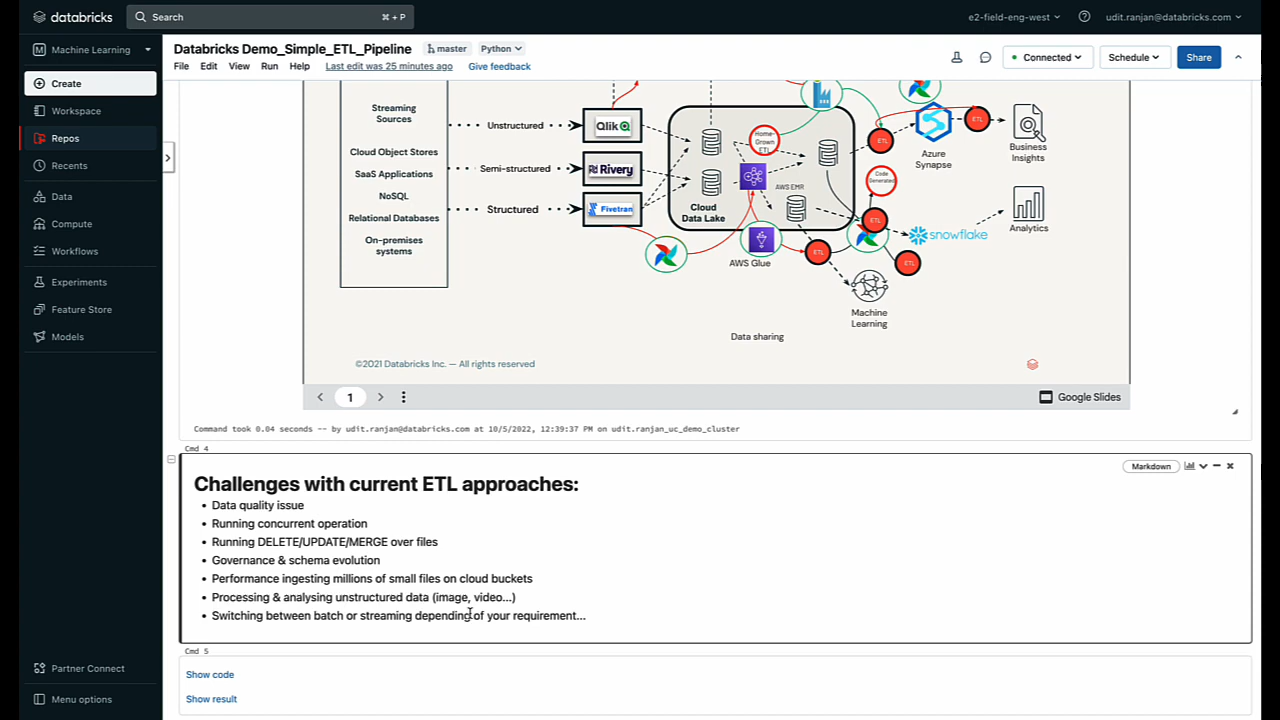 databricks
Search
⌘ + P
e2-field-eng-west
udit.ranjan@databricks.com
Machine Learning
Create
Workspace
Repos
Recents
Data
Compute
Workflows
Experiments
Feature Store
Models
Partner Connect
Menu options
Databricks Demo_Simple_ETL_Pipeline
master
Python
File Edit View Run Help Last edit was 25 minutes ago Give feedback
Connected
Schedule
Share
Streaming
Sources
Cloud Object Stores
SaaS Applications
NoSQL
Relational Databases
On-premises
systems
Unstructured
Semi-structured
Structured
Qlik
Rivery
Fivetran
Cloud
Data Lake
Home-
Grown
ETL
AWS EMR
AWS Glue
ETL
ETL
Code
Generated
ETL
ETL
ETL
Azure
Synapse
snowflake
Business
Insights
Analytics
Machine
Learning
Data sharing
©2021 Databricks Inc. — All rights reserved
1
Google Slides
Command took 0.04 seconds -- by udit.ranjan@databricks.com at 10/5/2022, 12:39:37 PM on udit.ranjan_uc_demo_cluster
Cmd 4
Markdown
Challenges with current ETL approaches:
• Data quality issue
• Running concurrent operation
• Running DELETE/UPDATE/MERGE over files
• Governance & schema evolution
• Performance ingesting millions of small files on cloud buckets
• Processing & analysing unstructured data (image, video...)
• Switching between batch or streaming depending of your requirement...
Cmd 5
Show code
Show result